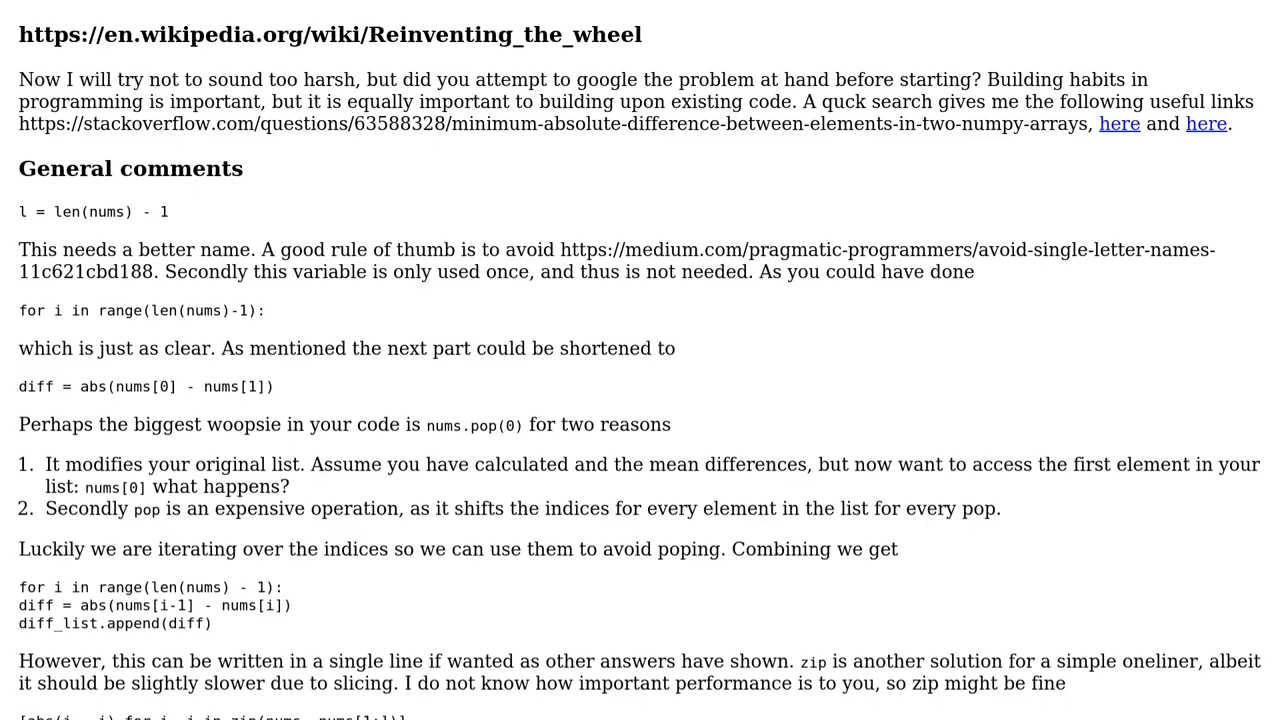 https://en.wikipedia.org/wiki/Reinventing_the_wheel
Now I will try not to sound too harsh, but did you attempt to google the problem at hand before starting? Building habits in
programming is important, but it is equally important to building upon existing code. A quck search gives me the following useful links
https://stackoverflow.com/questions/63588328/minimum-absolute-difference-between-elements-in-two-numpy-arrays, here and here.
General comments
l = len(nums) - 1
This needs a better name. A good rule of thumb is to avoid https://medium.com/pragmatic-programmers/avoid-single-letter-names-
11c621cbd188. Secondly this variable is only used once, and thus is not needed. As you could have done
for i in range(len(nums)-1):
which is just as clear. As mentioned the next part could be shortened to
diff = abs(nums[0] - nums[1])
Perhaps the biggest woopsie in your code is nums.pop(0) for two reasons
1. It modifies your original list. Assume you have calculated and the mean differences, but now want to access the first element in your
list: nums[0] what happens?
2. Secondly pop is an expensive operation, as it shifts the indices for every element in the list for every pop.
Luckily we are iterating over the indices so we can use them to avoid poping. Combining we get
for i in range(len(nums) - 1):
diff = abs(nums[i-1] - nums[i])
diff_list.append(diff)
However, this can be written in a single line if wanted as other answers have shown. zip is another solution for a simple oneliner, albeit
it should be slightly slower due to slicing. I do not know how important performance is to you, so zip might be fine